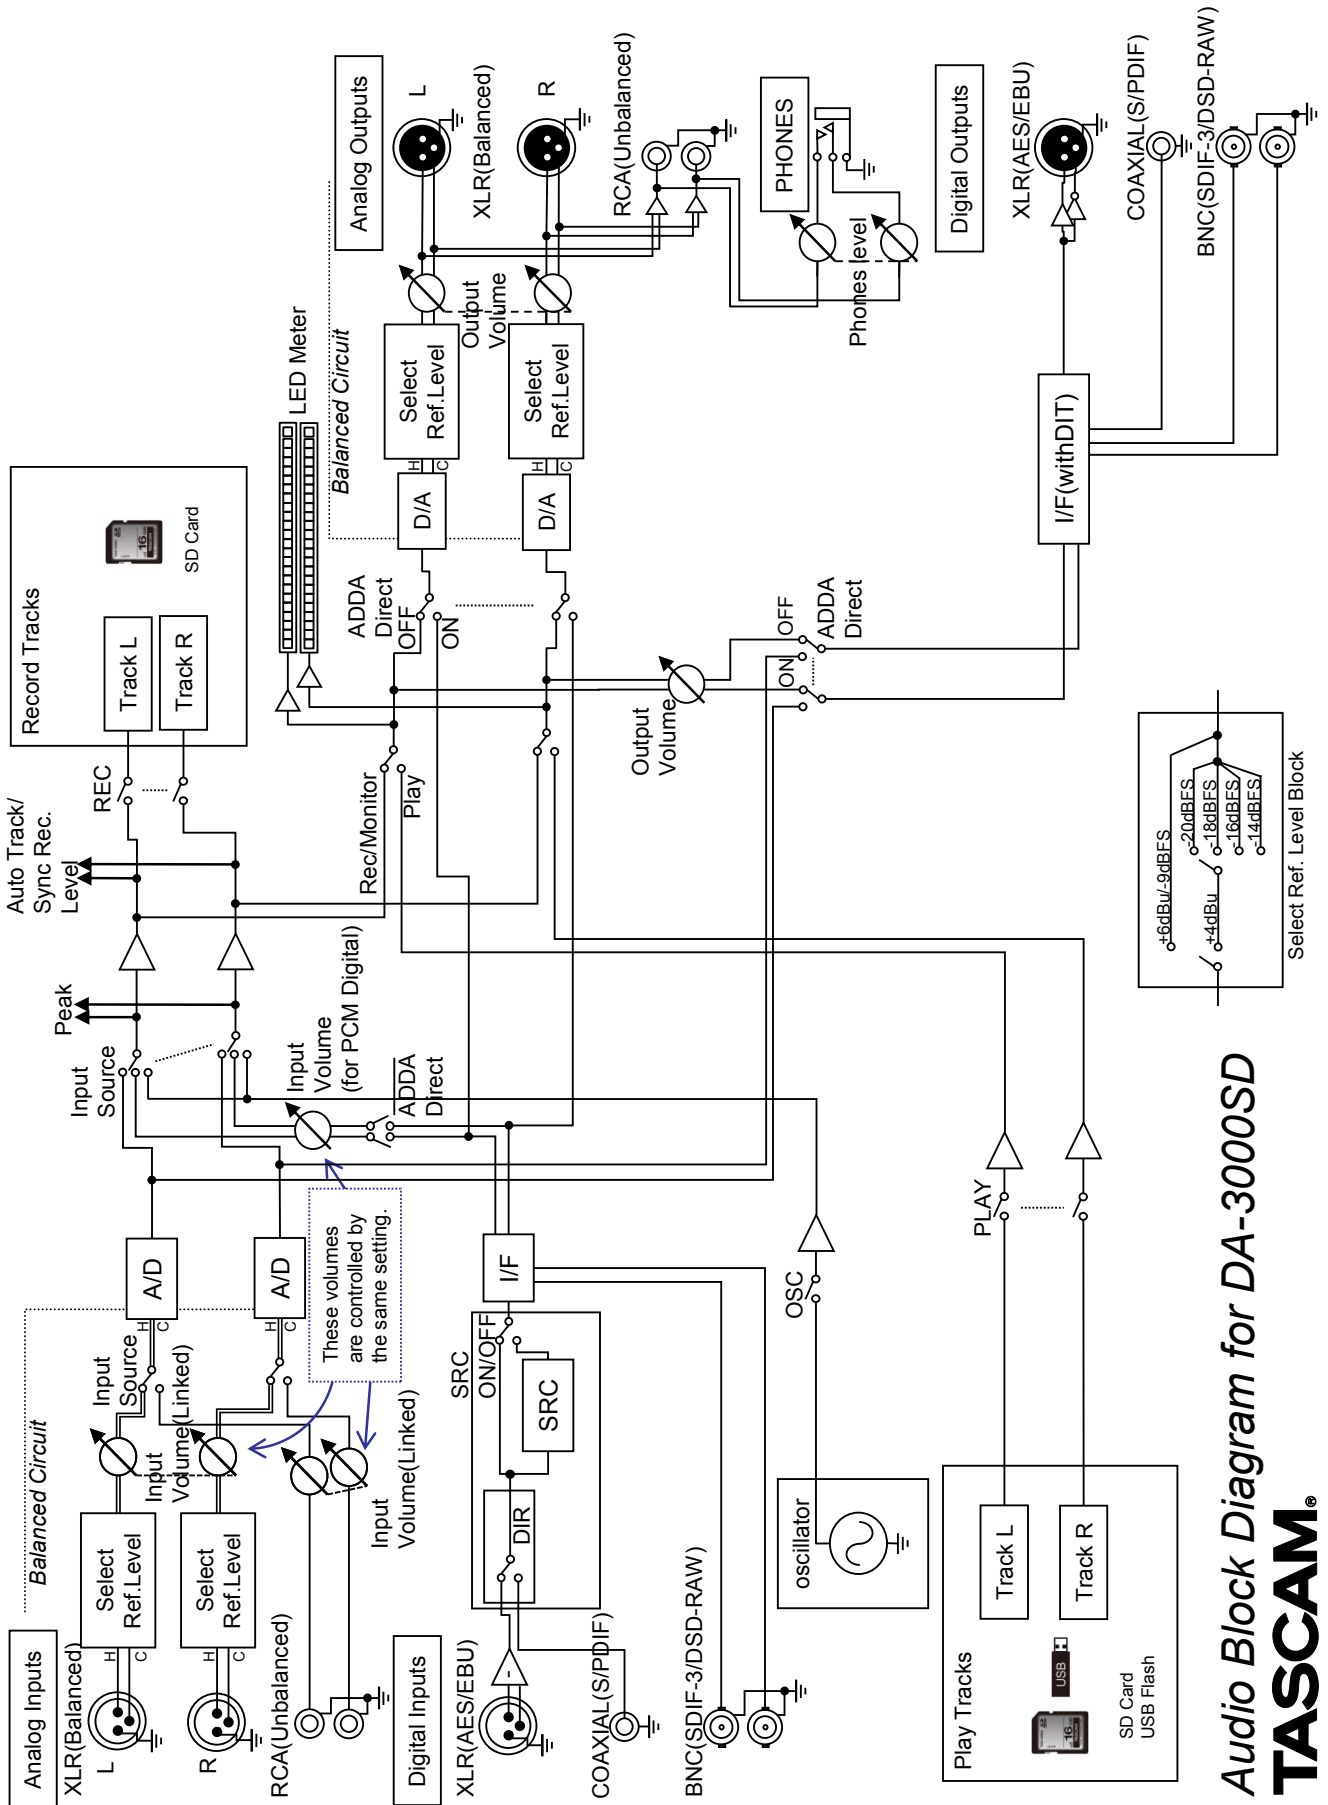 Analog Inputs
XLR(Balanced)
L
H
C
Select
Ref.Level
R
H
C
Select
Ref.Level
RCA(Unbalanced)
Balanced Circuit
Input
Volume(Linked)
Input
Source
Input
Volume(Linked)
H
C
A/D
H
C
A/D
These volumes
are controlled by
the same setting.
Digital Inputs
XLR(AES/EBU)
-
COAXIAL(S/PDIF)
DIR
SRC
SRC
ON/OFF
I/F
BNC(SDIF-3/DSD-RAW)
oscillator
OSC
Play Tracks
SD Card
USB Flash
USB
16
Track L
Track R
PLAY
Input
Source
Peak
Input
Volume
(for PCM Digital)
ADDA
Direct
Auto Track/
Sync Rec.
Level
REC
Record Tracks
Track L
Track R
SD Card
16
Rec/Monitor
Play
LED Meter
ADDA
Direct
OFF
ON
Balanced Circuit
D/A
H
C
Select
Ref.Level
D/A
H
C
Select
Ref.Level
Output
Volume
Analog Outputs
L
XLR(Balanced)
R
RCA(Unbalanced)
PHONES
Phones level
Output
Volume
ON
OFF
ADDA
Direct
I/F(withDIT)
Digital Outputs
XLR(AES/EBU)
COAXIAL(S/PDIF)
BNC(SDIF-3/DSD-RAW)
+6dBu/-9dBFS
+4dBu
-20dBFS
-18dBFS
-16dBFS
-14dBFS
Select Ref. Level Block
Audio Block Diagram for DA-3000SD
TASCAM®